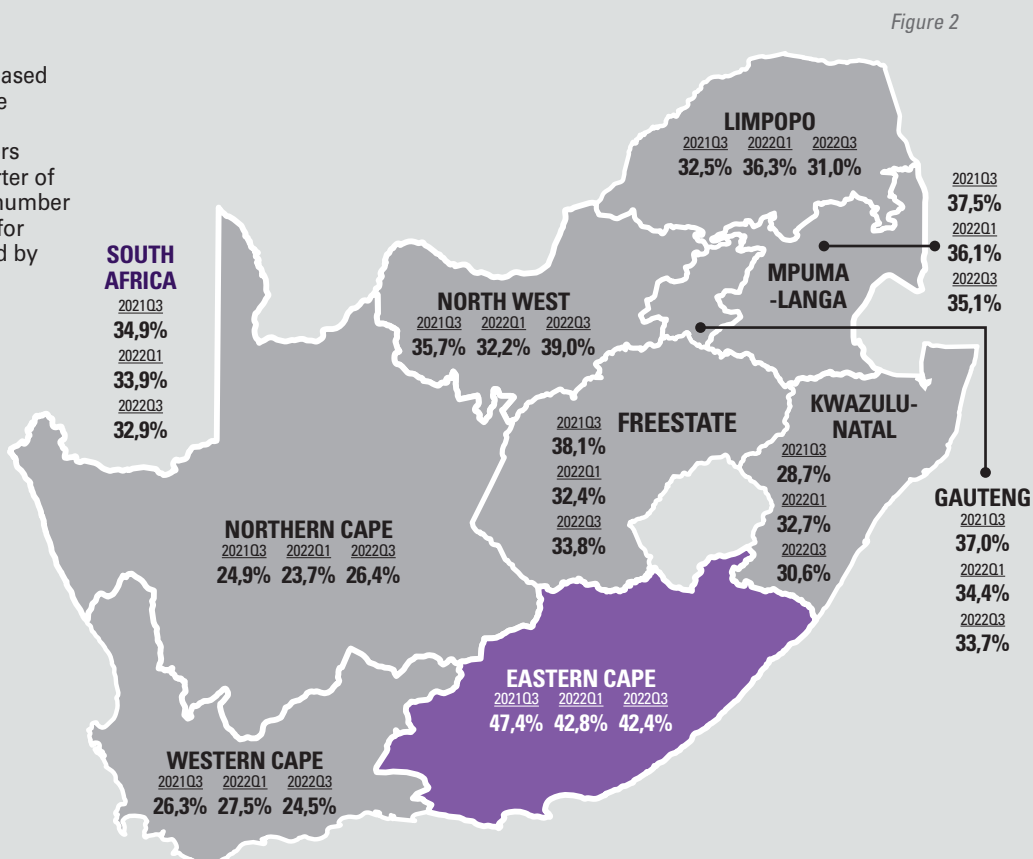 Figure 2
ased
e
rs
rter of
number
for
d by
SOUTH
AFRICA
2021Q3
34,9%
2022Q1
33,9%
2022Q3
32,9%
LIMPOPO
2021Q3 2022Q1 2022Q3
32,5% 36,3% 31,0%
2021Q3
37,5%
2022Q1
36,1%
2022Q3
35,1%
MPUMA
-LANGA
NORTH WEST
2021Q3 2022Q1 2022Q3
35,7% 32,2% 39,0%
FREESTATE
2021Q3
38,1%
2022Q1
32,4%
2022Q3
33,8%
KWAZULU-
NATAL
2021Q3
28,7%
2022Q1
32,7%
2022Q3
30,6%
GAUTENG
2021Q3
37,0%
2022Q1
34,4%
2022Q3
33,7%
NORTHERN CAPE
2021Q3 2022Q1 2022Q3
24,9% 23,7% 26,4%
EASTERN CAPE
2021Q3 2022Q1 2022Q3
47,4% 42,8% 42,4%
WESTERN CAPE
2021Q3 2022Q1 2022Q3
26,3% 27,5% 24,5%